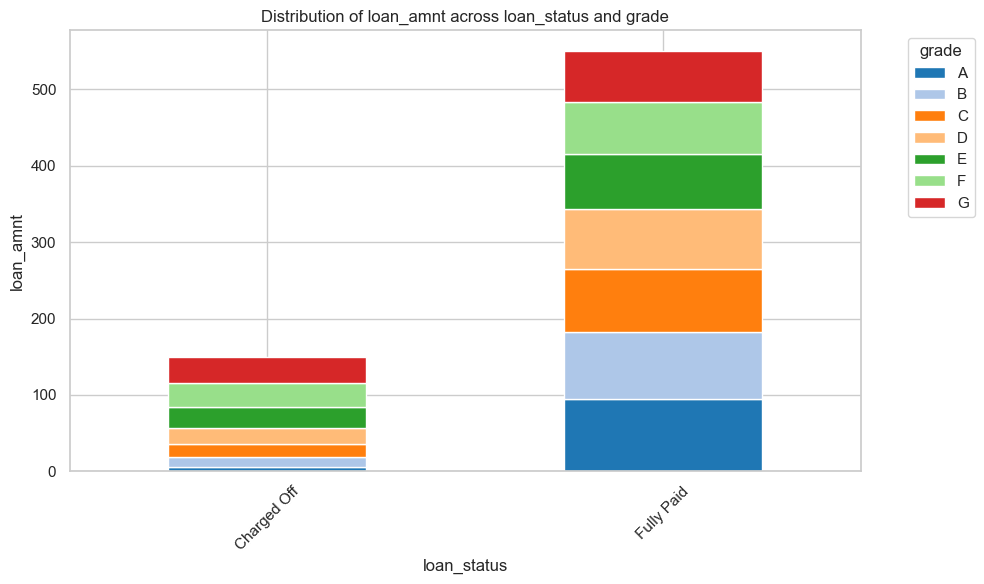 Distribution of loan_amnt across loan_status and grade
loan_amnt
500
400
300
200
100
0
Charged Off
Fully Paid
loan_status
grade
A
B
C
D
E
F
G